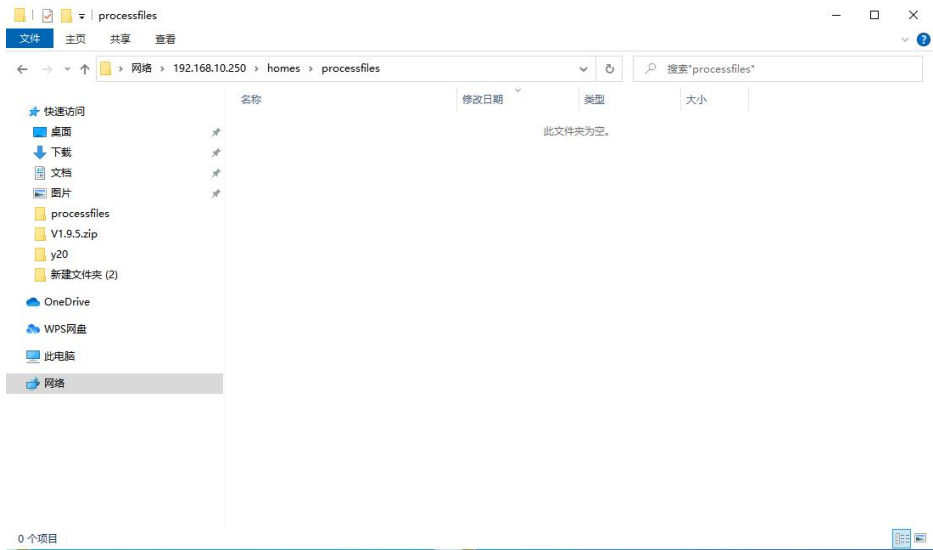 processfiles
文件 主页 共享 查看
网络 192.168.10.250 homes processfiles 搜索"processfiles"
名称 修改日期 类型 大小
此文件夹为空。
快速访问
桌面
下载
文档
图片
processfiles
V1.9.5.zip
y20
新建文件夹 (2)
OneDrive
WPS网盘
此电脑
网络
0 个项目